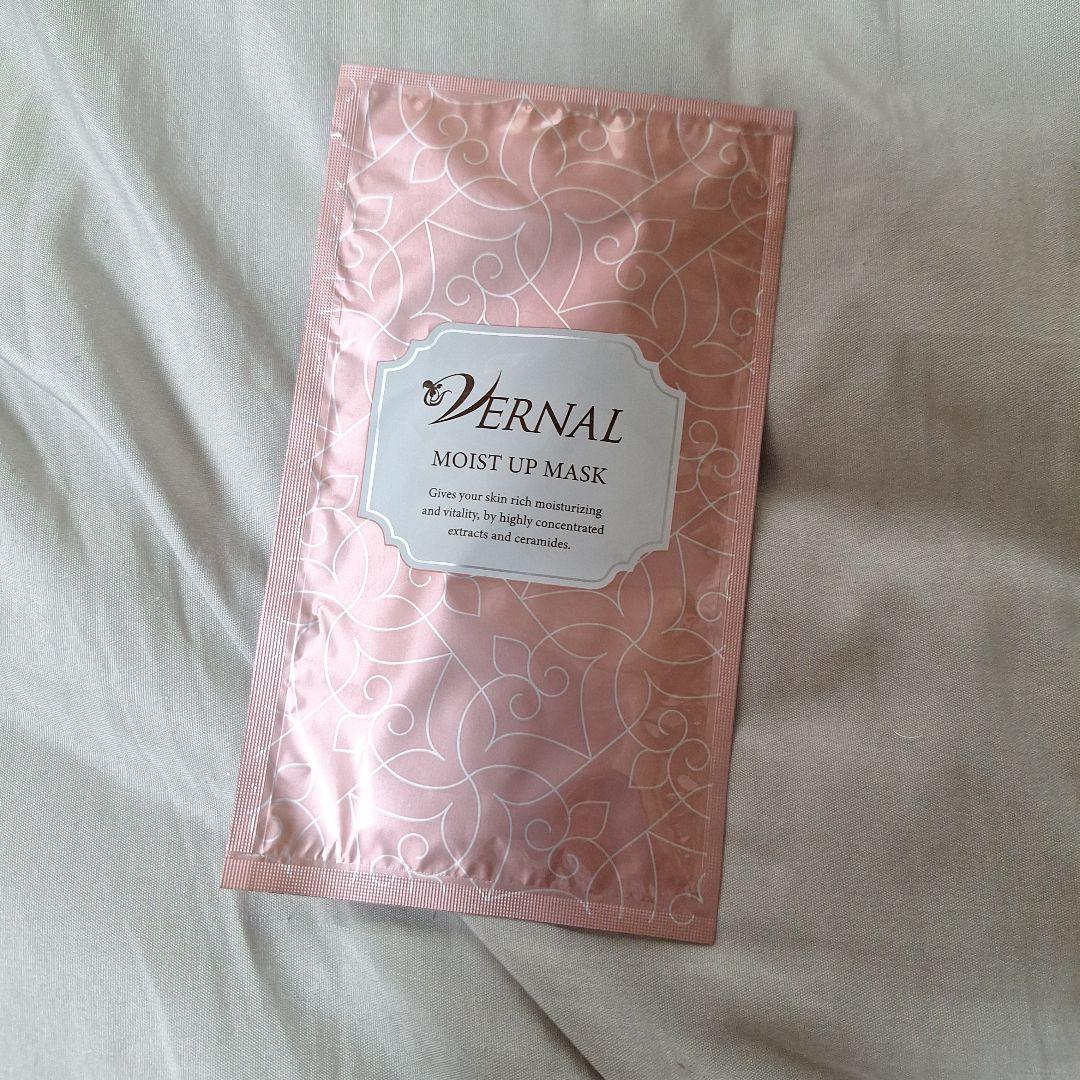 VERNAL
MOIST UP MASK
Gives your skin rich moisturizing
and vitality, by highly concentrated
extracts and ceramides.